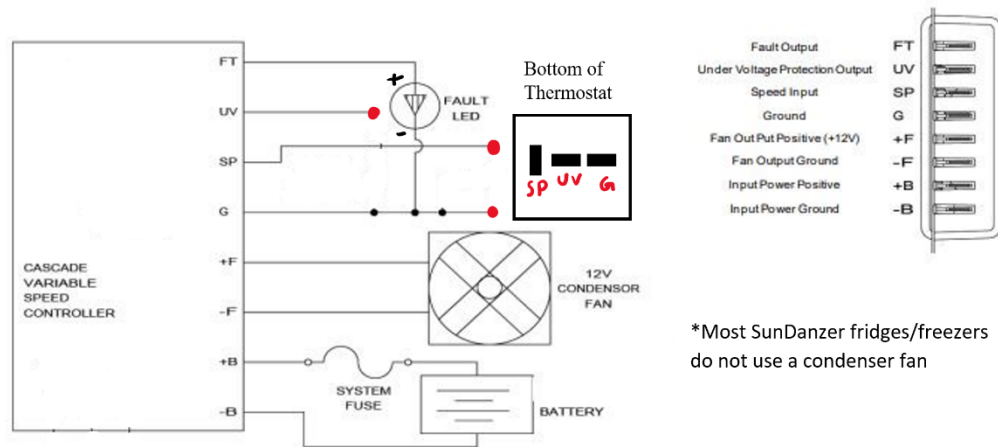 FT
UV
SP
G
+F
-F
+B
-B
CASCADE
VARIABLE
SPEED
CONTROLLER
+
-
FAULT
LED
Bottom of
Thermostat
SP UV G
12V
CONDENSOR
FAN
SYSTEM
FUSE
BATTERY
Fault Output FT
Under Voltage Protection Output UV
Speed Input SP
Ground G
Fan Out Put Positive (+12V) +F
Fan Output Ground -F
Input Power Positive +B
Input Power Ground -B
*Most SunDanzer fridges/freezers
do not use a condenser fan